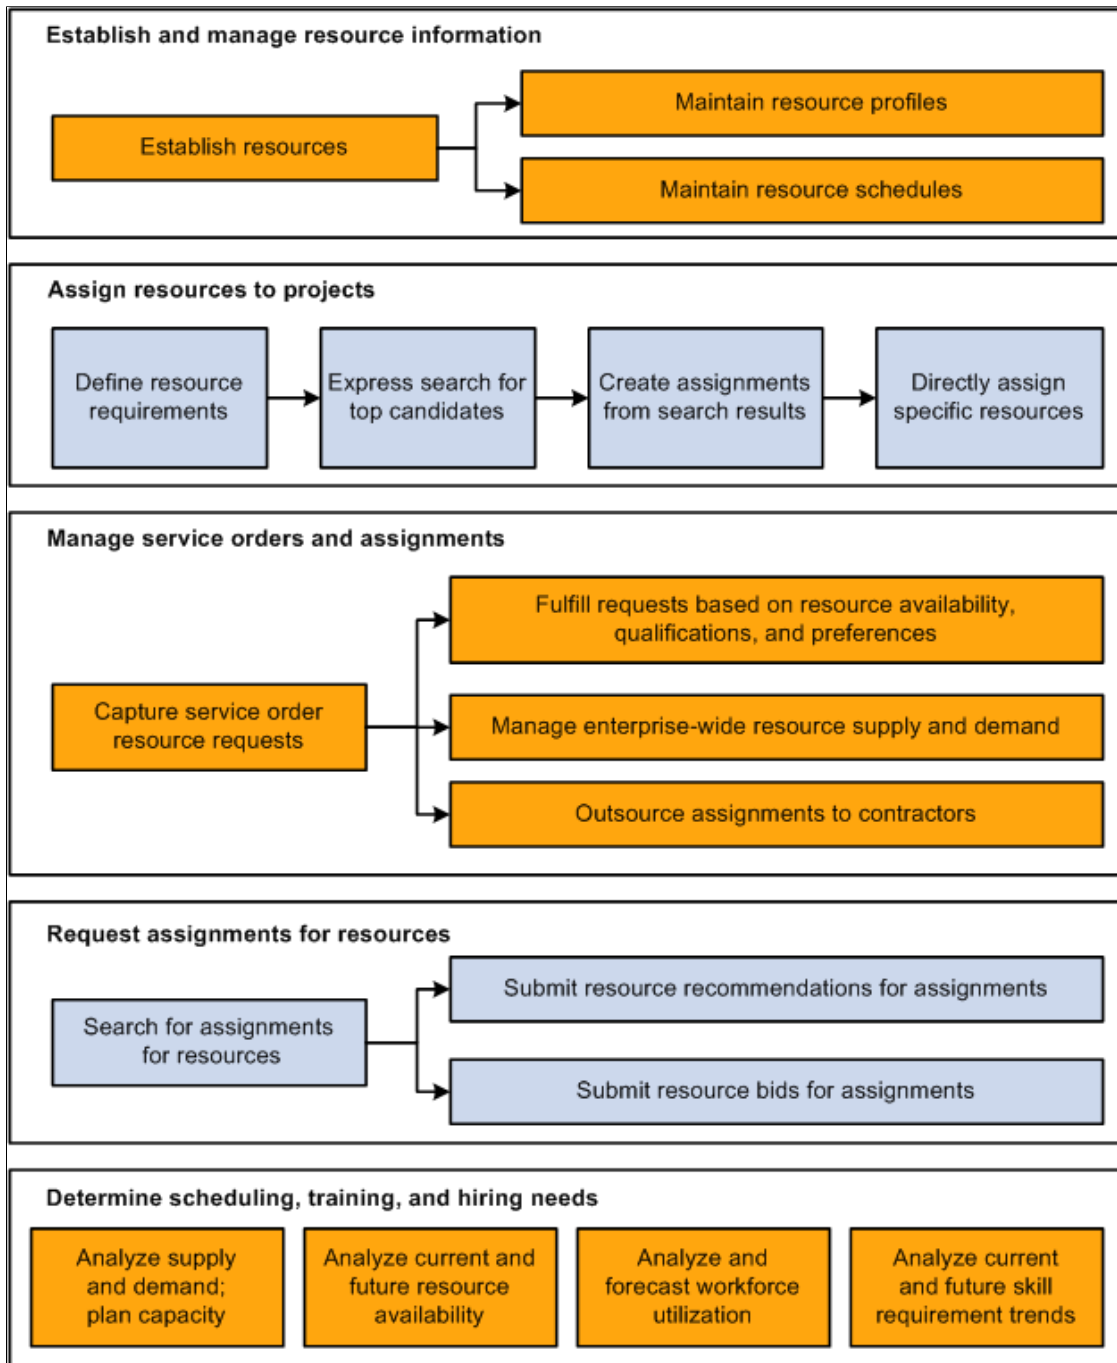 Establish and manage resource information
Maintain resource profiles
Establish resources
Maintain resource schedules
Assign resources to projects
Define resource
requirements
Express search for
top candidates
Create assignments
from search results
Directly assign
specific resources
Manage service orders and assignments
Fulfill requests based on resource availability,
qualifications, and preferences
Capture service order
resource requests
Manage enterprise-wide resource supply and demand
Outsource assignments to contractors
Request assignments for resources
Submit resource recommendations for assignments
Search for assignments
for resources
Submit resource bids for assignments
Determine scheduling, training, and hiring needs
Analyze supply
and demand;
plan capacity
Analyze current and
future resource
availability
Analyze and
forecast workforce
utilization
Analyze current
and future skill
requirement trends